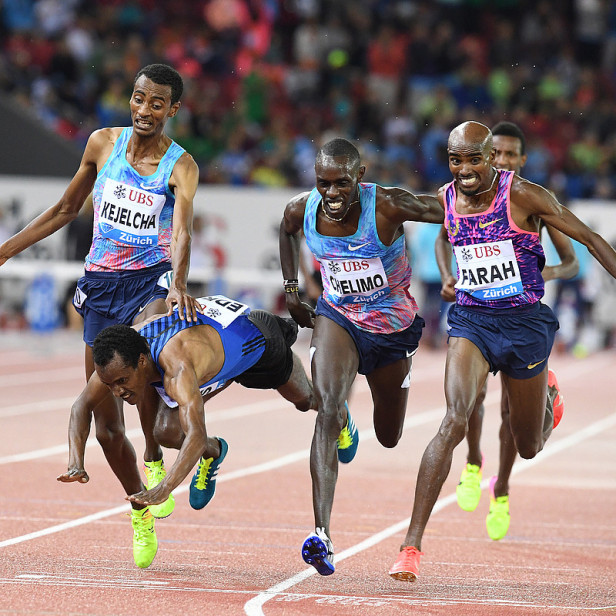 UBS
KEJELCHA
Zürich
UBS
CHELIMO
Zürich
UBS
FARAH
Zürich